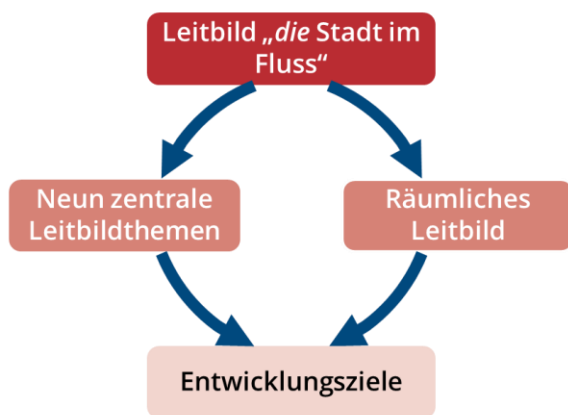 Leitbild „die Stadt im
Fluss“
Neun zentrale
Leitbildthemen
Räumliches
Leitbild
Entwicklungsziele